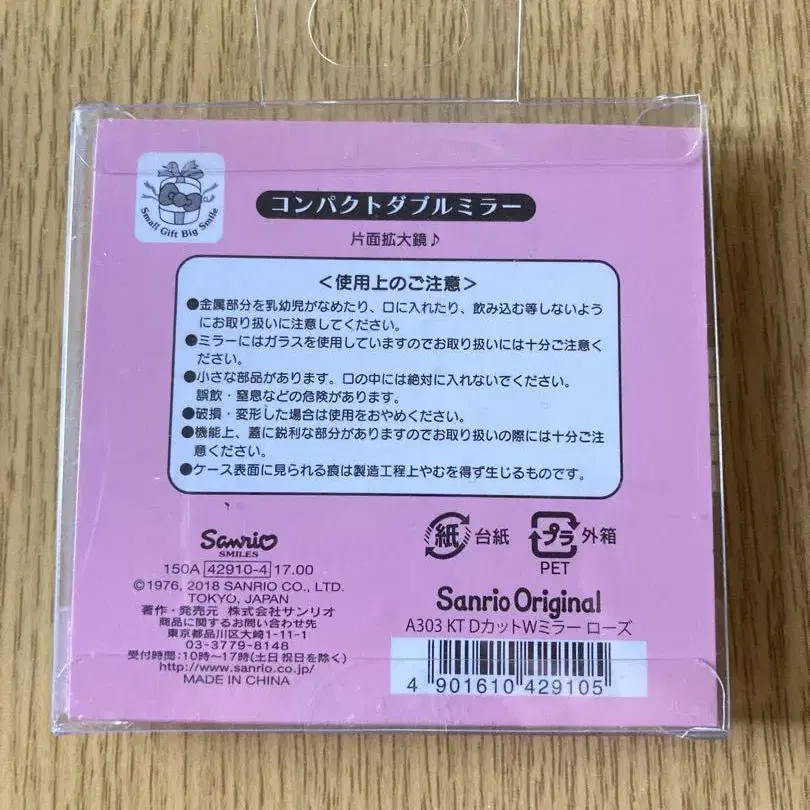 Small Gift Big Smile
コンパクトダブルミラー
片面拡大鏡♪
＜使用上のご注意＞
●金属部分を乳幼児がなめたり、口に入れたり、飲み込む等しないよう
にお取り扱いに注意してください。
●ミラーにはガラスを使用していますのでお取り扱いには十分ご注意く
ださい。
●小さな部品があります。口の中には絶対に入れないでください。
誤飲・窒息などの危険があります。
●破損・変形した場合は使用をおやめください。
●機能上、蓋に鋭利な部分がありますのでお取り扱いの際には十分ご注
意ください。
●ケース表面に見られる痕は製造工程上やむを得ず生じるものです。
Sanrio
SMILES
150A 42910-4 17.00
©1976, 2018 SANRIO CO., LTD.
TOKYO, JAPAN
著作・発売元 株式会社サンリオ
商品に関するお問い合わせ先
東京都品川区大崎1-11-1
03-3779-8148
受付時間:10時～17時(土日祝日を除く)
http://www.sanrio.co.jp/
MADE IN CHINA
紙 台紙
プラ 外箱
PET
Sanrio Original
A303 KT DカットWミラー ローズ
4 901610 429105